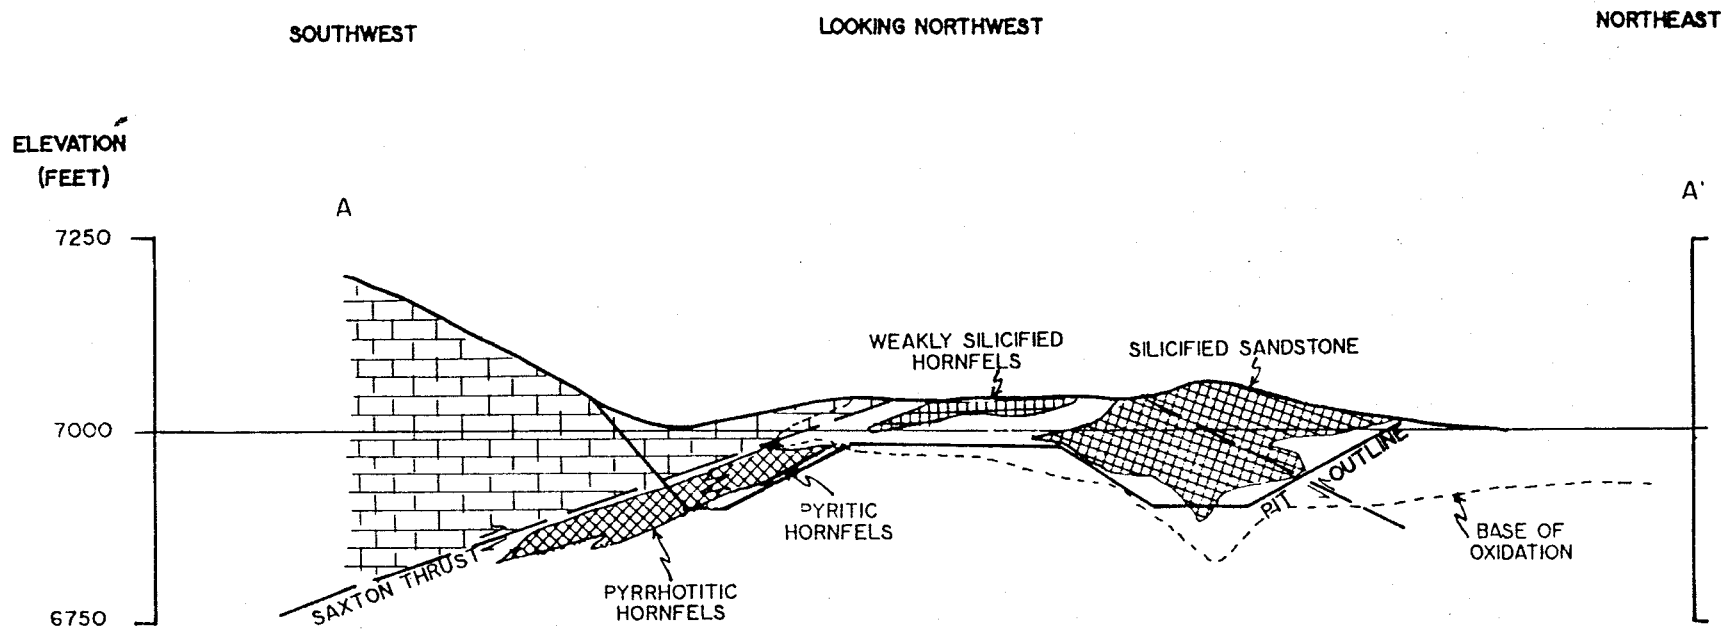 SOUTHWEST
LOOKING NORTHWEST
NORTHEAST
ELEVATION
(FEET)
A
A'
7250
7000
6750
WEAKLY SILICIFIED
HORNFELS
SILICIFIED SANDSTONE
PYRITIC
HORNFELS
PIT OUTLINE
BASE OF
OXIDATION
SAXTON THRUST
PYRRHOTITIC
HORNFELS